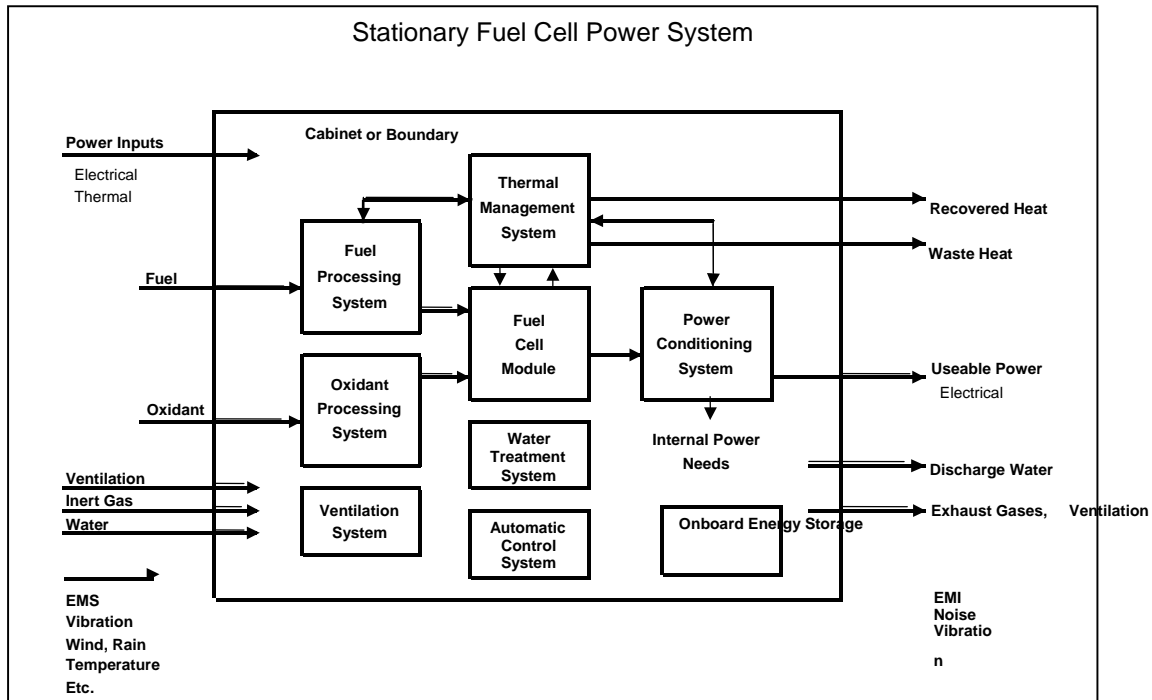 Stationary Fuel Cell Power System
Cabinet or Boundary
Power Inputs
Electrical
Thermal
Thermal
Management
System
Recovered Heat
Waste Heat
Fuel
Processing
System
Fuel
Fuel
Cell
Module
Power
Conditioning
System
Oxidant
Processing
System
Oxidant
Useable Power
Electrical
Water
Treatment
System
Internal Power
Needs
Discharge Water
Ventilation
Inert Gas
Water
Ventilation
System
Automatic
Control
System
Onboard Energy Storage
Exhaust Gases, Ventilation
EMS
Vibration
Wind, Rain
Temperature
Etc.
EMI
Noise
Vibratio
n